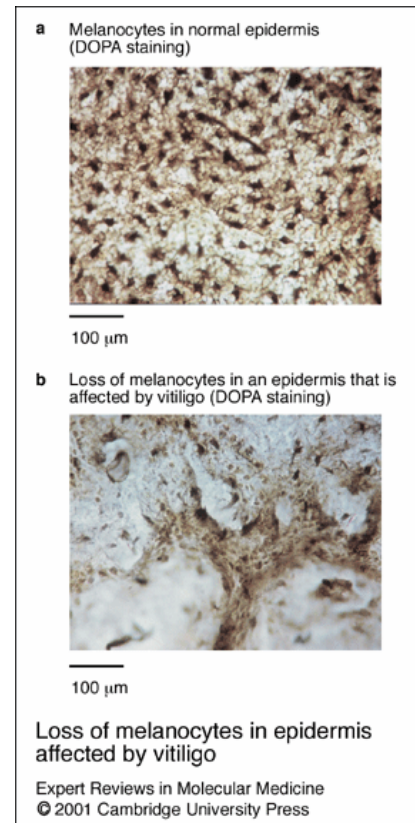 a Melanocytes in normal epidermis
(DOPA staining)
100 μm
b Loss of melanocytes in an epidermis that is
affected by vitiligo (DOPA staining)
100 μm
Loss of melanocytes in epidermis
affected by vitiligo
Expert Reviews in Molecular Medicine
© 2001 Cambridge University Press